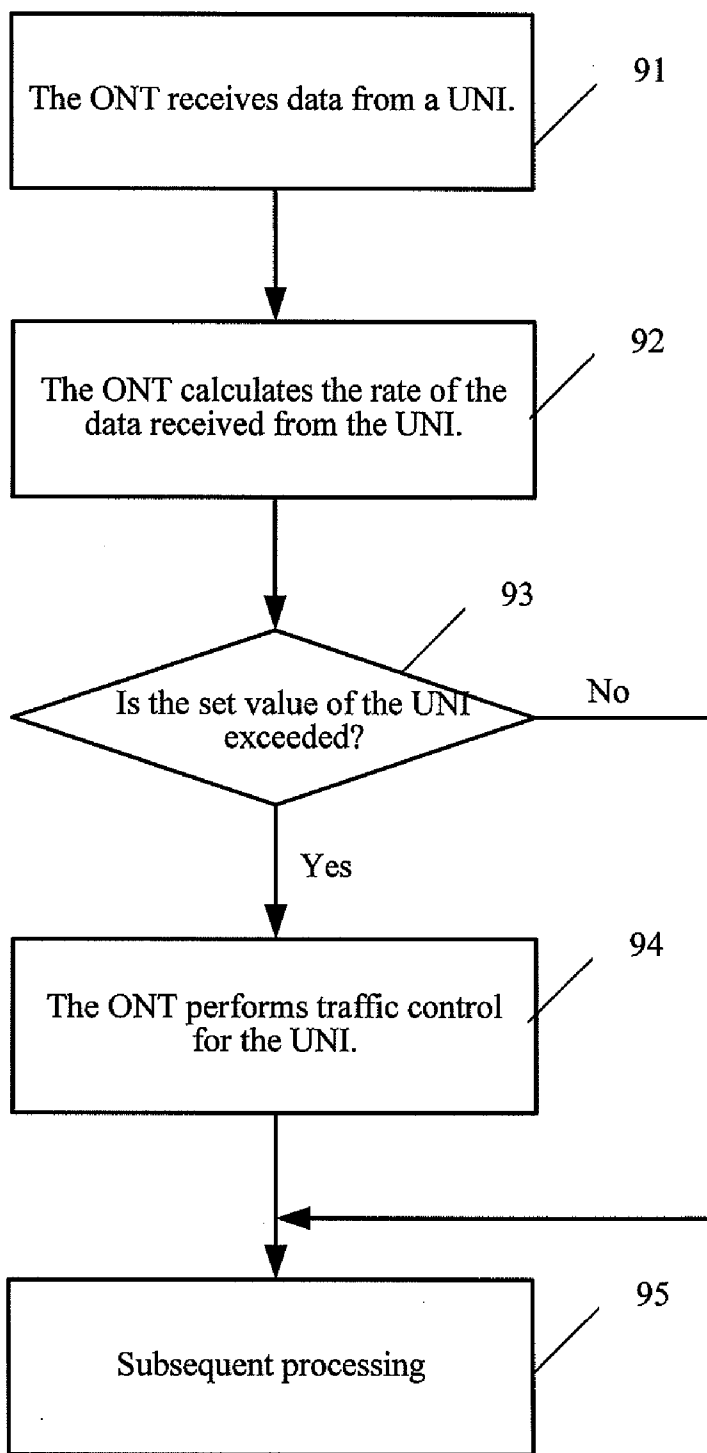 91
The ONT receives data from a UNI.
92
The ONT calculates the rate of the
data received from the UNI.
93
Is the set value of the UNI
exceeded?
No
Yes
94
The ONT performs traffic control
for the UNI.
95
Subsequent processing